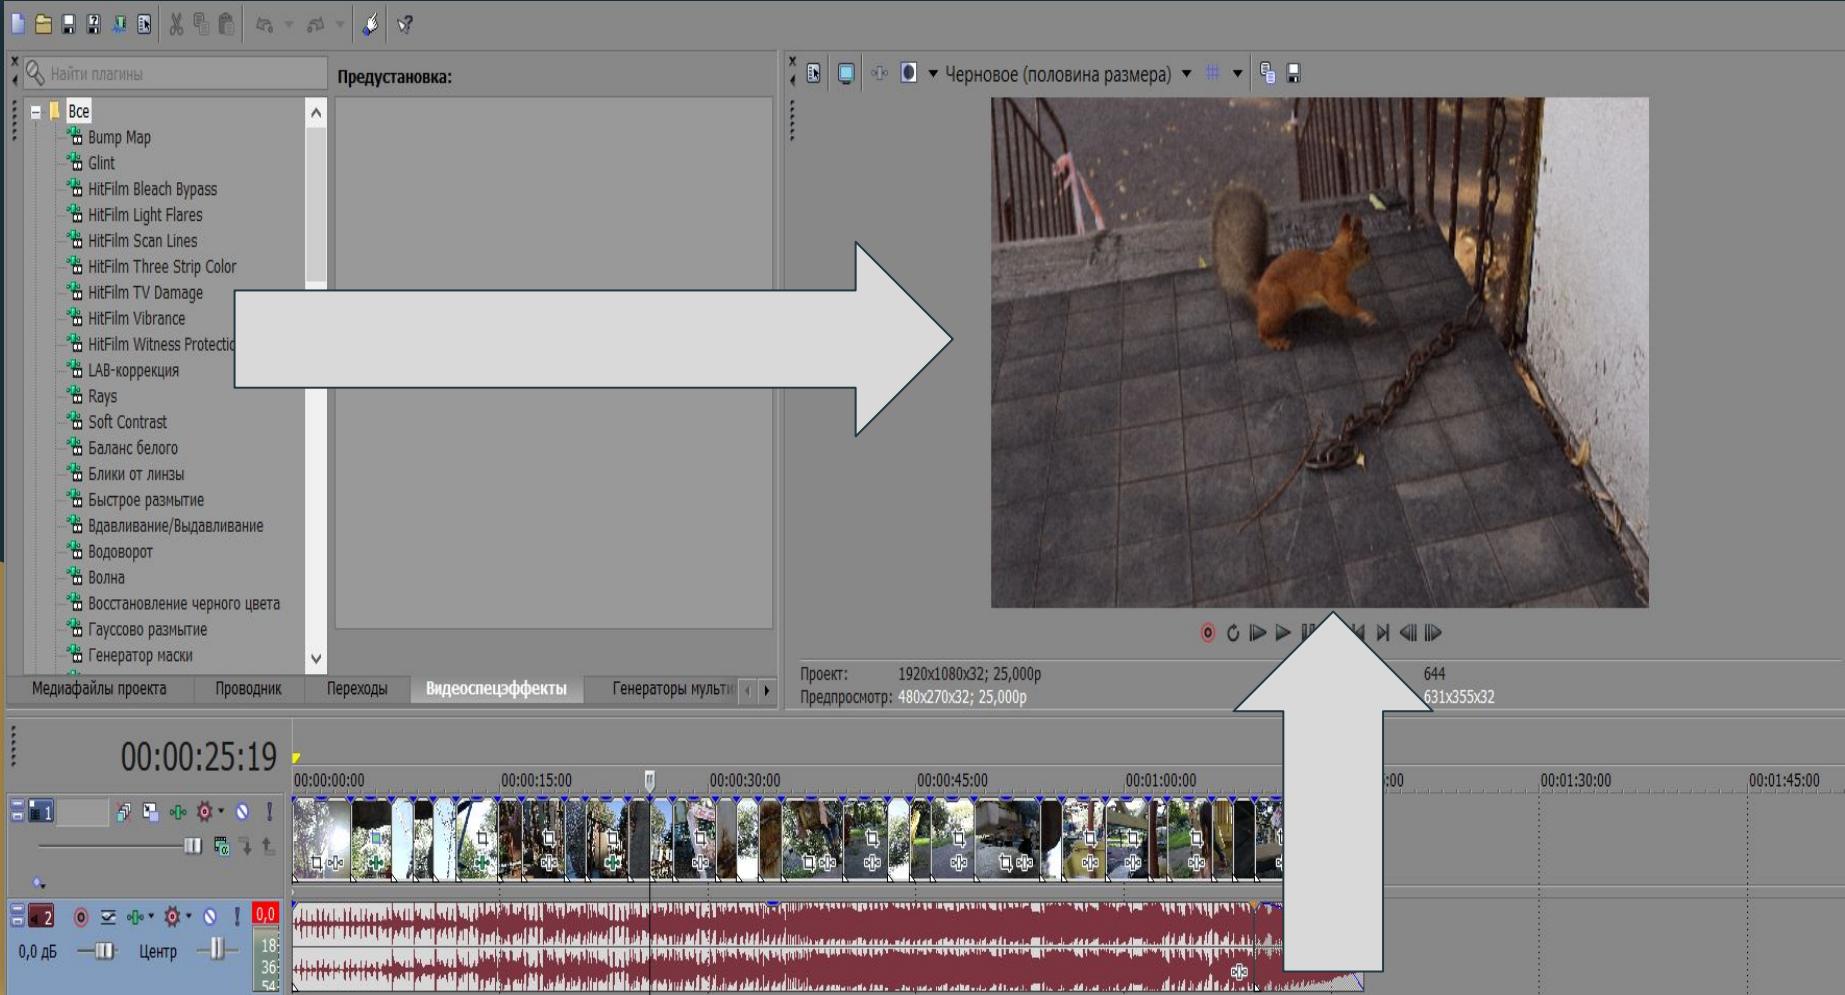 Найти плагины
Предустановка:
Черновое (половина размера)
Все
Bump Map
Glint
HitFilm Bleach Bypass
HitFilm Light Flares
HitFilm Scan Lines
HitFilm Three Strip Color
HitFilm TV Damage
HitFilm Vibrance
HitFilm Witness Protectio
LAB-коррекция
Rays
Soft Contrast
Баланс белого
Блики от линзы
Быстрое размытие
Вдавливание/Выдавливание
Водоворот
Волна
Восстановление черного цвета
Гауссово размытие
Генератор маски
Медиафайлы проекта
Проводник
Переходы
Видеоспецэффекты
Генераторы мульти
Проект: 1920x1080x32; 25,000p
644
Предпросмотр: 480x270x32; 25,000p
631x355x32
00:00:25:19
00:00:00:00
00:00:15:00
00:00:30:00
00:00:45:00
00:01:00:00
:00
00:01:30:00
00:01:45:00
1
2
0,0
0,0 дБ
Центр
18
36
54